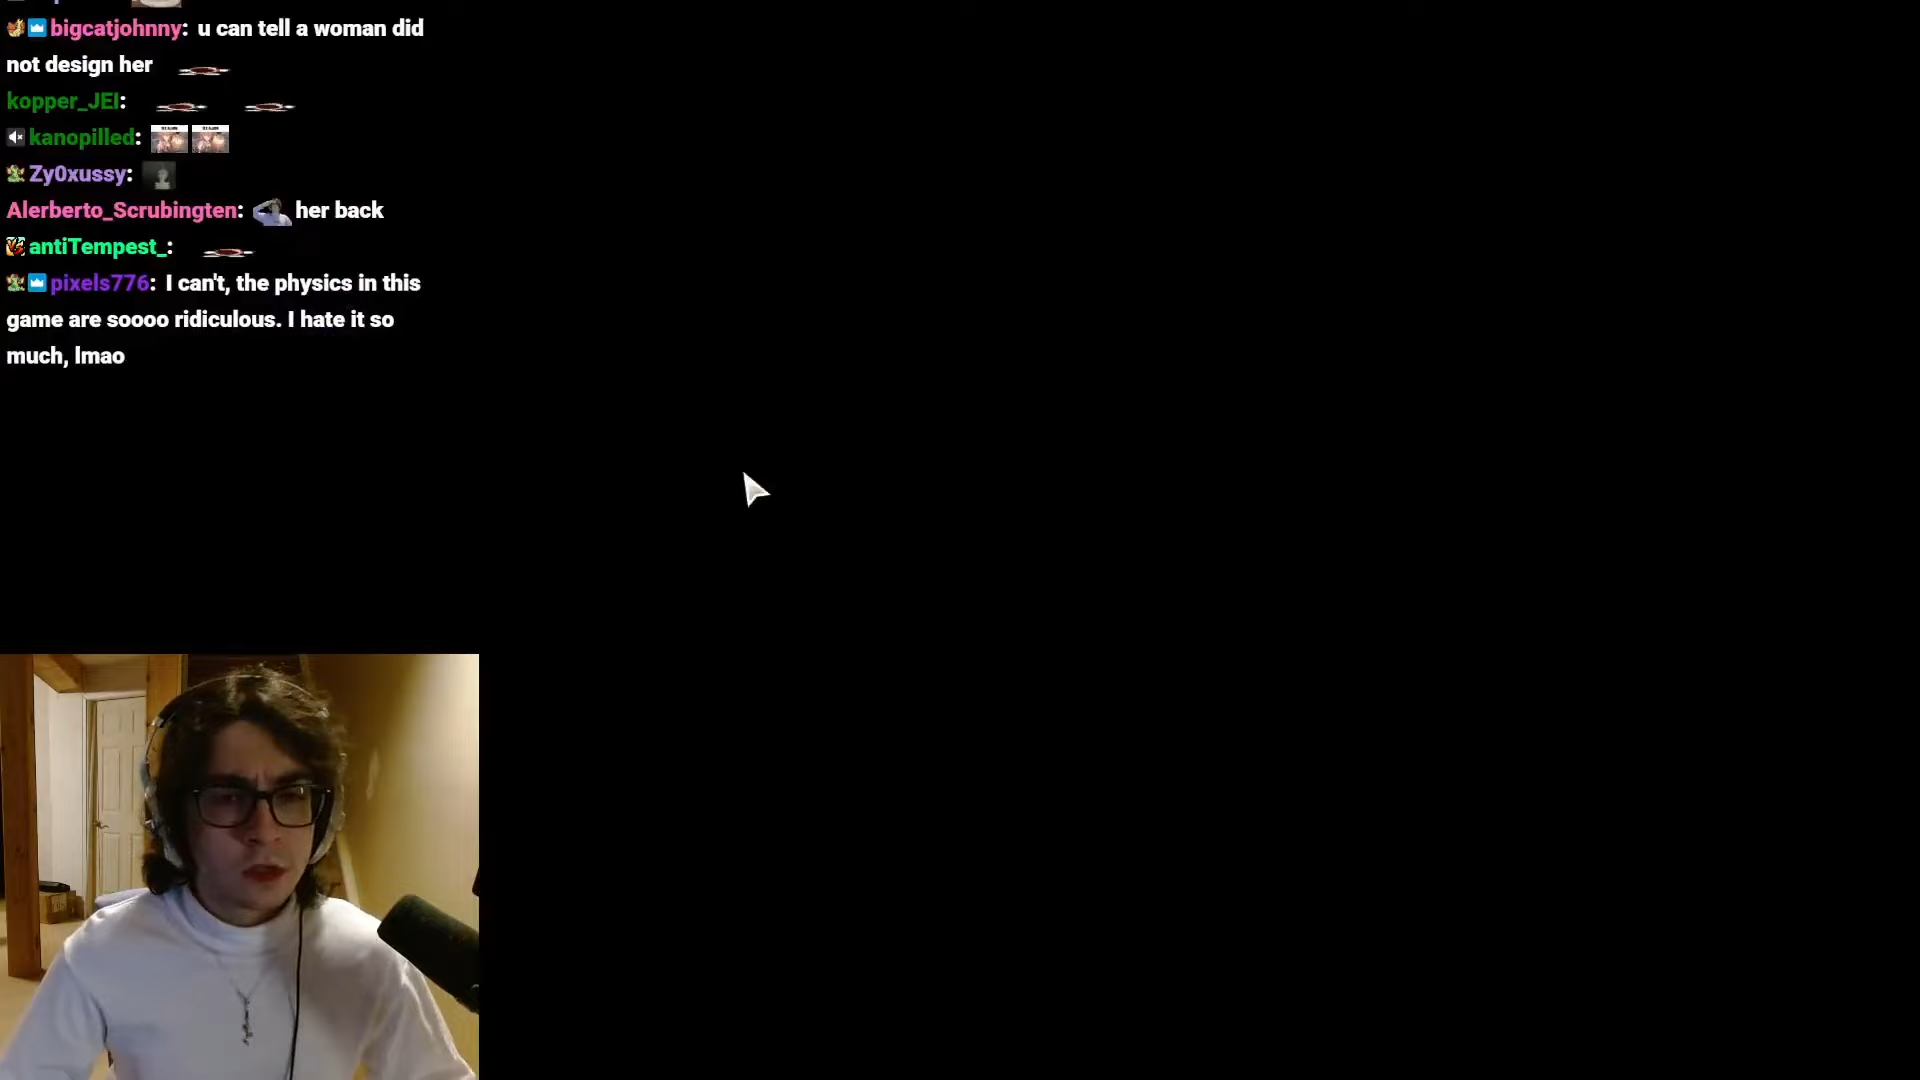 bigcatjohnny: u can tell a woman did
not design her
kopper_JEI:
kanopilled:
Zy0xussy:
Alerberto_Scrubingten: her back
antiTempest_:
pixels776: I can't, the physics in this
game are soooo ridiculous. I hate it so
much, lmao